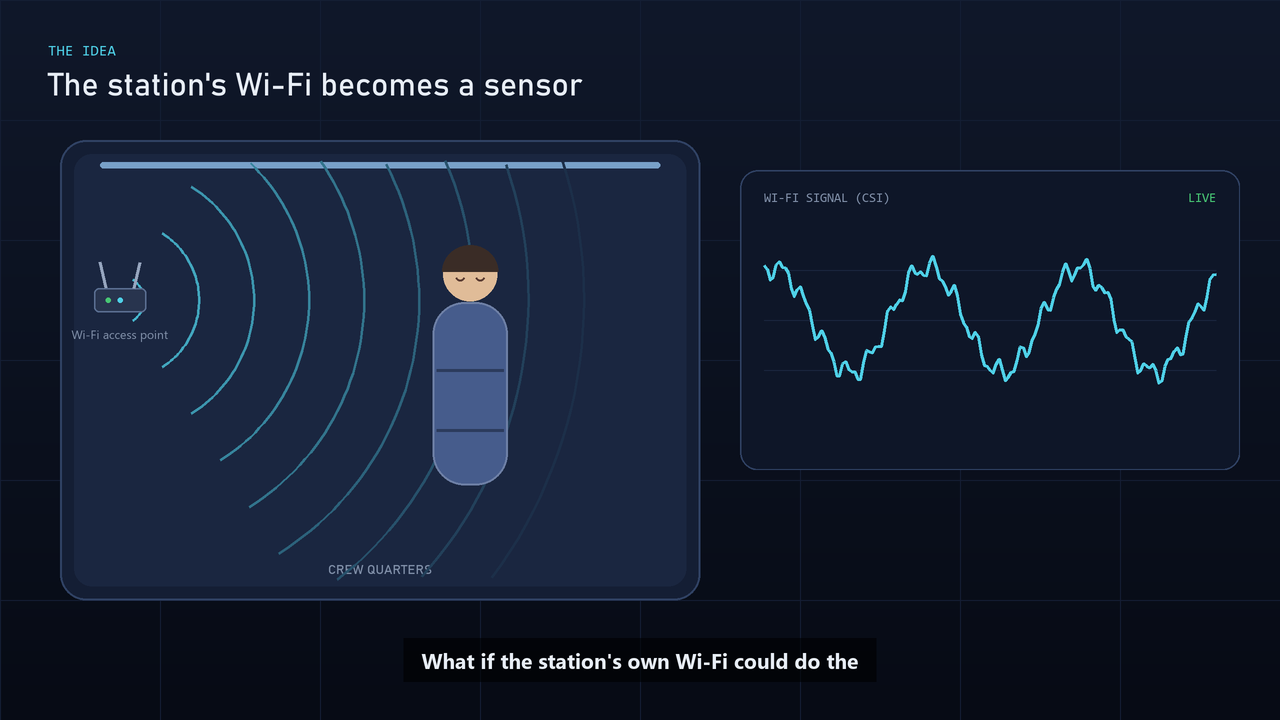 THE IDEA
The station's Wi-Fi becomes a sensor
WI-FI SIGNAL (CSI)
LIVE
Wi-Fi access point
CREW QUARTERS
What if the station's own Wi-Fi could do the